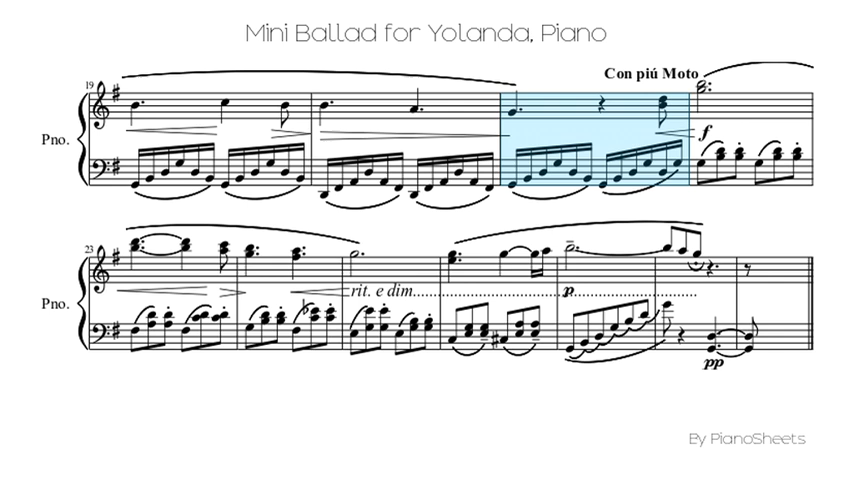 Mini Ballad for Yolanda, Piano
Con piú Moto
19
Pno.
f
23
Pno.
rit. e dim.
p
pp
By PianoSheets